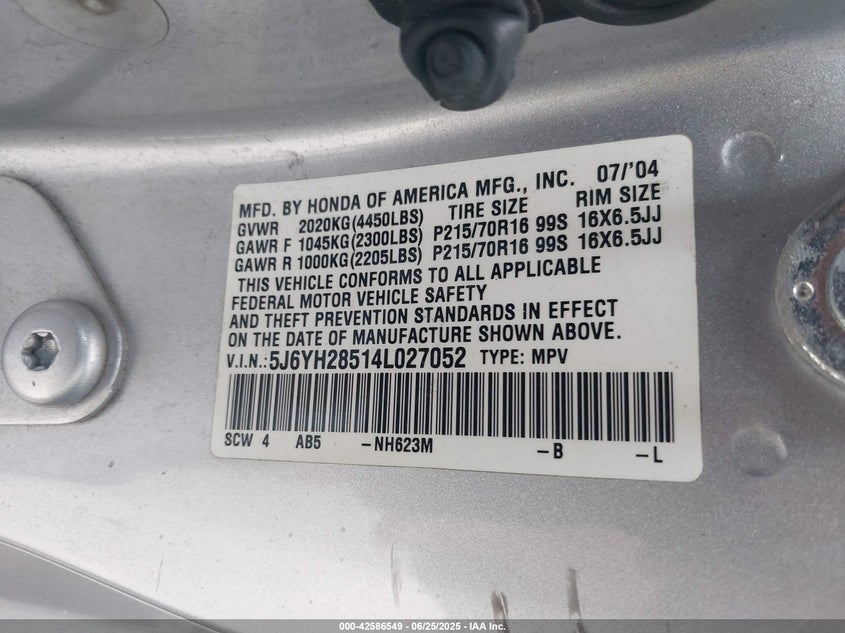 MFD. BY HONDA OF AMERICA MFG., INC. 07/'04
GVWR 2020KG(4450LBS) TIRE SIZE RIM SIZE
GAWR F 1045KG(2300LBS) P215/70R16 99S 16X6.5JJ
GAWR R 1000KG(2205LBS) P215/70R16 99S 16X6.5JJ
THIS VEHICLE CONFORMS TO ALL APPLICABLE
FEDERAL MOTOR VEHICLE SAFETY
AND THEFT PREVENTION STANDARDS IN EFFECT
ON THE DATE OF MANUFACTURE SHOWN ABOVE.
V.I.N.:5J6YH28514L027052 TYPE: MPV
SCW 4 AB5 -NH623M -B -L
000-42586549 - 06/25/2025 - IAA Inc.